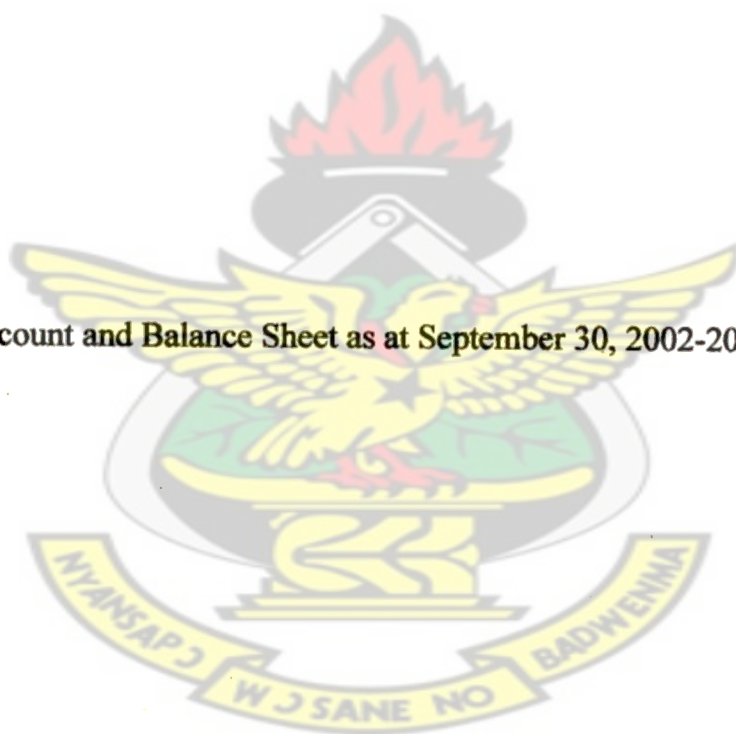 count and Balance Sheet as at September 30, 2002-20
NYANSAPƆ
WƆSANE NO
BADWENMA